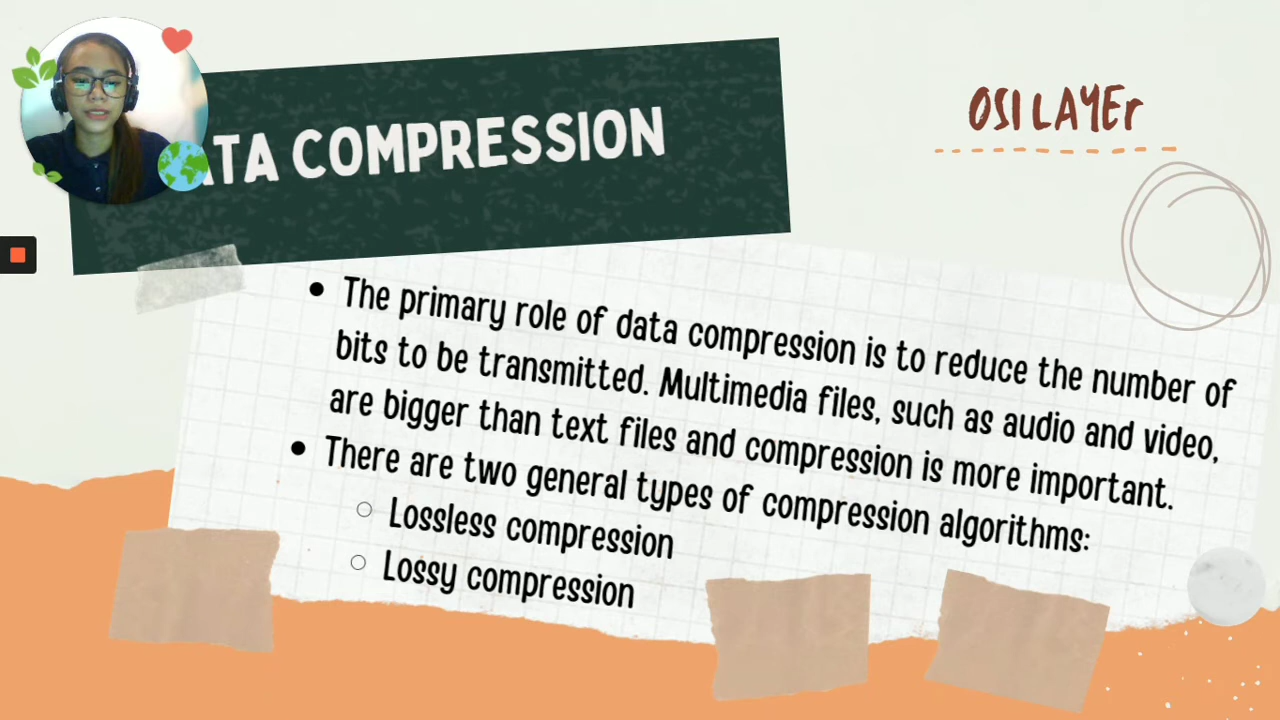 ATA COMPRESSION
OSI LAYEr
The primary role of data compression is to reduce the number of
bits to be transmitted. Multimedia files, such as audio and video,
are bigger than text files and compression is more important.
There are two general types of compression algorithms:
Lossless compression
Lossy compression